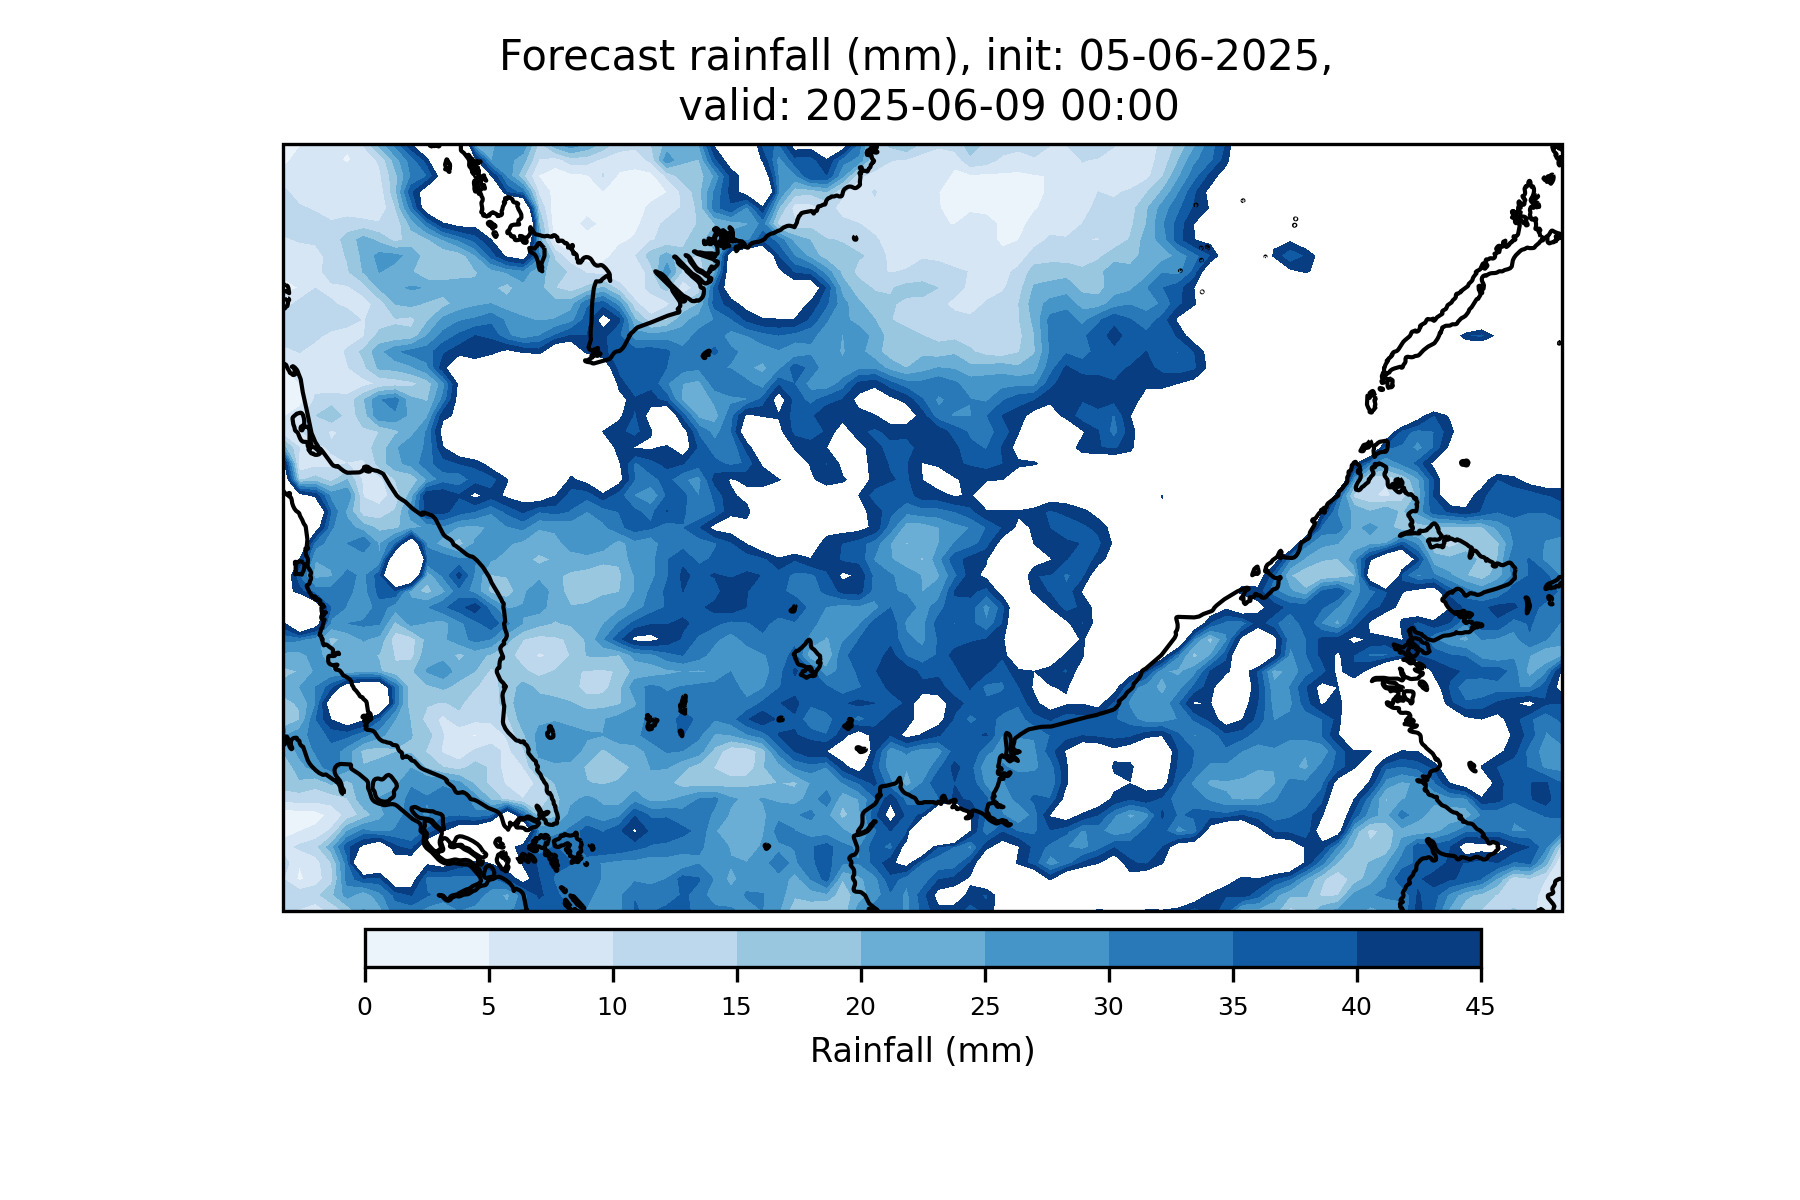 Forecast rainfall (mm), init: 05-06-2025,
valid: 2025-06-09 00:00
0 5 10 15 20 25 30 35 40 45
Rainfall (mm)